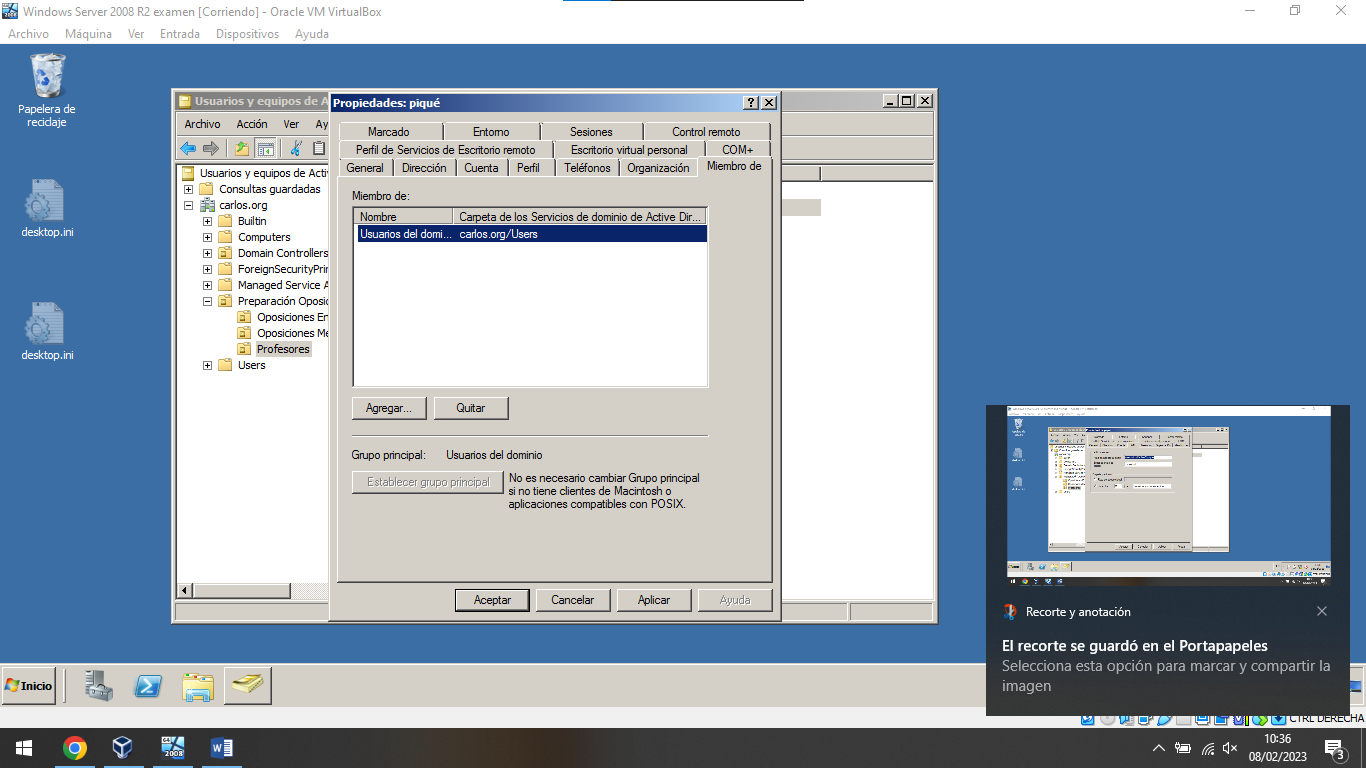 Windows Server 2008 R2 examen [Corriendo] - Oracle VM VirtualBox
Archivo Máquina Ver Entrada Dispositivos Ayuda
Papelera de
reciclaje
desktop.ini
desktop.ini
Usuarios y equipos de A
Archivo Acción Ver Ay
Usuarios y equipos de Acti
Consultas guardadas
carlos.org
Builtin
Computers
Domain Controllers
ForeignSecurityPrin
Managed Service A
Preparación Oposic
Oposiciones En
Oposiciones Me
Profesores
Users
Propiedades: piqué
Marcado Entorno Sesiones Control remoto
Perfil de Servicios de Escritorio remoto Escritorio virtual personal COM+
General Dirección Cuenta Perfil Teléfonos Organización Miembro de
Miembro de:
Nombre Carpeta de los Servicios de dominio de Active Dir...
Usuarios del domi... carlos.org/Users
Agregar... Quitar
Grupo principal: Usuarios del dominio
Establecer grupo principal
No es necesario cambiar Grupo principal
si no tiene clientes de Macintosh o
aplicaciones compatibles con POSIX.
Aceptar Cancelar Aplicar Ayuda
Recorte y anotación
El recorte se guardó en el Portapapeles
Selecciona esta opción para marcar y compartir la
imagen
Inicio
CTRL DERECHA
10:36
08/02/2023
3